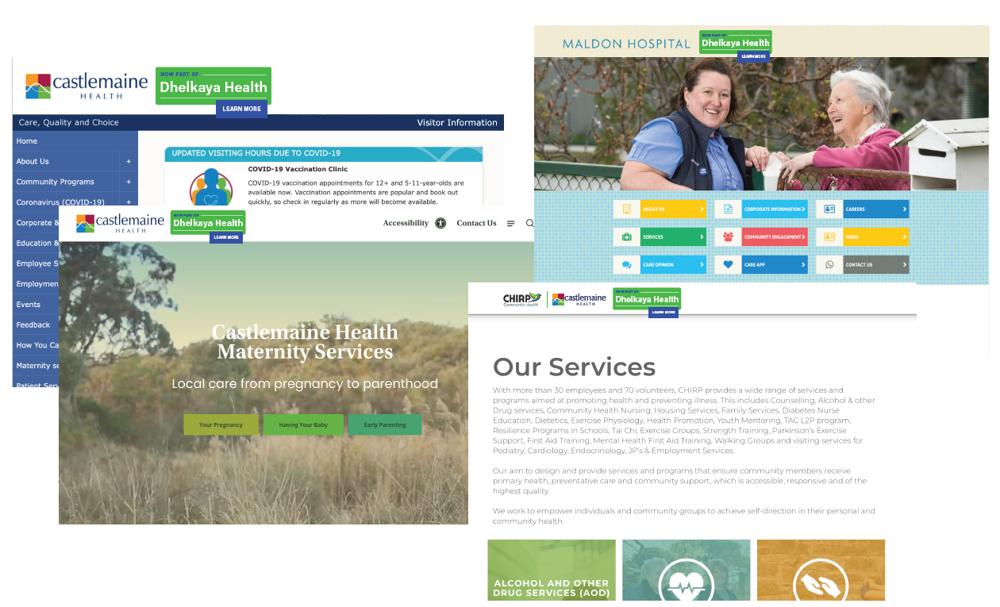 castlemaine
HEALTH
NOW PART OF
Dhelkaya Health
LEARN MORE
Care, Quality and Choice
Visitor Information
Home
About Us +
Community Programs +
Coronavirus (COVID-19) +
Corporate &
Education &
Employee S
Employmen
Events
Feedback
How You Ca
Maternity se
Patient Serv
UPDATED VISITING HOURS DUE TO COVID-19
COVID-19 Vaccination Clinic
COVID-19 vaccination appointments for 12+ and 5-11-year-olds are
available now. Vaccination appointments are popular and book out
quickly, so check in regularly as more will become available.
MALDON HOSPITAL
NOW PART OF
Dhelkaya Health
LEARN MORE
ABOUT US
CORPORATE INFORMATION
CAREERS
SERVICES
COMMUNITY ENGAGEMENT
NEWS
CARE OPINION
CARE APP
CONTACT US
castlemaine
HEALTH
NOW PART OF
Dhelkaya Health
LEARN MORE
Accessibility
Contact Us
Castlemaine Health
Maternity Services
Local care from pregnancy to parenthood
Your Pregnancy
Having Your Baby
Early Parenting
CHIRP
Community Health
castlemaine
HEALTH
NOW PART OF
Dhelkaya Health
LEARN MORE
Our Services
With more than 30 employees and 70 volunteers, CHIRP provides a wide range of services and
programs aimed at promoting health and preventing illness. This includes Counselling, Alcohol & other
Drug services, Community Health Nursing, Housing Services, Family Services, Diabetes Nurse
Education, Dietetics, Exercise Physiology, Health Promotion, Youth Mentoring, TAC L2P program,
Resilience Programs in Schools, Tai Chi, Exercise Groups, Strength Training, Parkinson's Exercise
Support, First Aid Training, Mental Health First Aid Training, Walking Groups and visiting services for
Podiatry, Cardiology, Endocrinology, JP's & Employment Services.
Our aim to design and provide services and programs that ensure community members receive
primary health, preventative care and community support, which is accessible, responsive and of the
highest quality.
We work to empower individuals and community groups to achieve self-direction in their personal and
community health.
ALCOHOL AND OTHER
DRUG SERVICES (AOD)